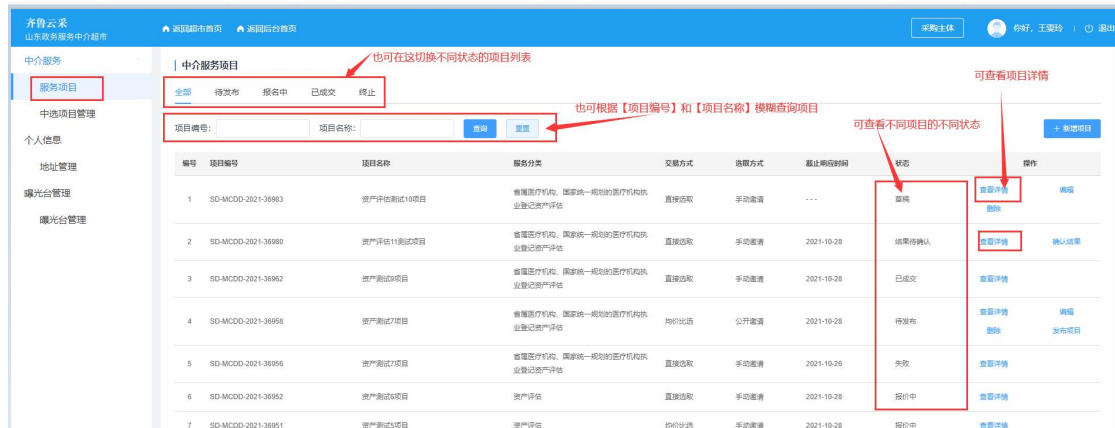 齐鲁云采
山东政务服务中介超市
返回超市首页 返回后台首页
采购主体
你好，王雯玲 | 退出
中介服务
服务项目
中选项目管理
个人信息
地址管理
曝光台管理
曝光台管理
中介服务项目
也可在这切换不同状态的项目列表
可查看项目详情
全部 待发布 报名中 已成交 终止
也可根据【项目编号】和【项目名称】模糊查询项目
可查看不同项目的不同状态
项目编号： 项目名称： 查询 重置 + 新增项目
编号 项目编号 项目名称 服务分类 交易方式 选取方式 截止响应时间 状态 操作
1 SD-MCDD-2021-36983 资产评估测试10项目 省属医疗机构、国家统一规划的医疗机构执业登记资产评估 直接选取 手动邀请 --- 草稿 查看详情 编辑 删除
2 SD-MCDD-2021-36980 资产评估11测试项目 省属医疗机构、国家统一规划的医疗机构执业登记资产评估 直接选取 手动邀请 2021-10-28 结果待确认 查看详情 确认结果
3 SD-MCDD-2021-36962 资产测试9项目 省属医疗机构、国家统一规划的医疗机构执业登记资产评估 直接选取 手动邀请 2021-10-28 已成交 查看详情
4 SD-MCDD-2021-36958 资产测试7项目 省属医疗机构、国家统一规划的医疗机构执业登记资产评估 均价比选 公开邀请 2021-10-28 待发布 查看详情 编辑 删除 发布项目
5 SD-MCDD-2021-36956 资产测试7项目 省属医疗机构、国家统一规划的医疗机构执业登记资产评估 直接选取 手动邀请 2021-10-26 失败 查看详情
6 SD-MCDD-2021-36952 资产测试6项目 资产评估 直接选取 手动邀请 2021-10-28 报价中 查看详情
7 SD-MCDD-2021-36951 资产测试5项目 资产评估 均价比选 手动邀请 2021-10-28 报价中 查看详情